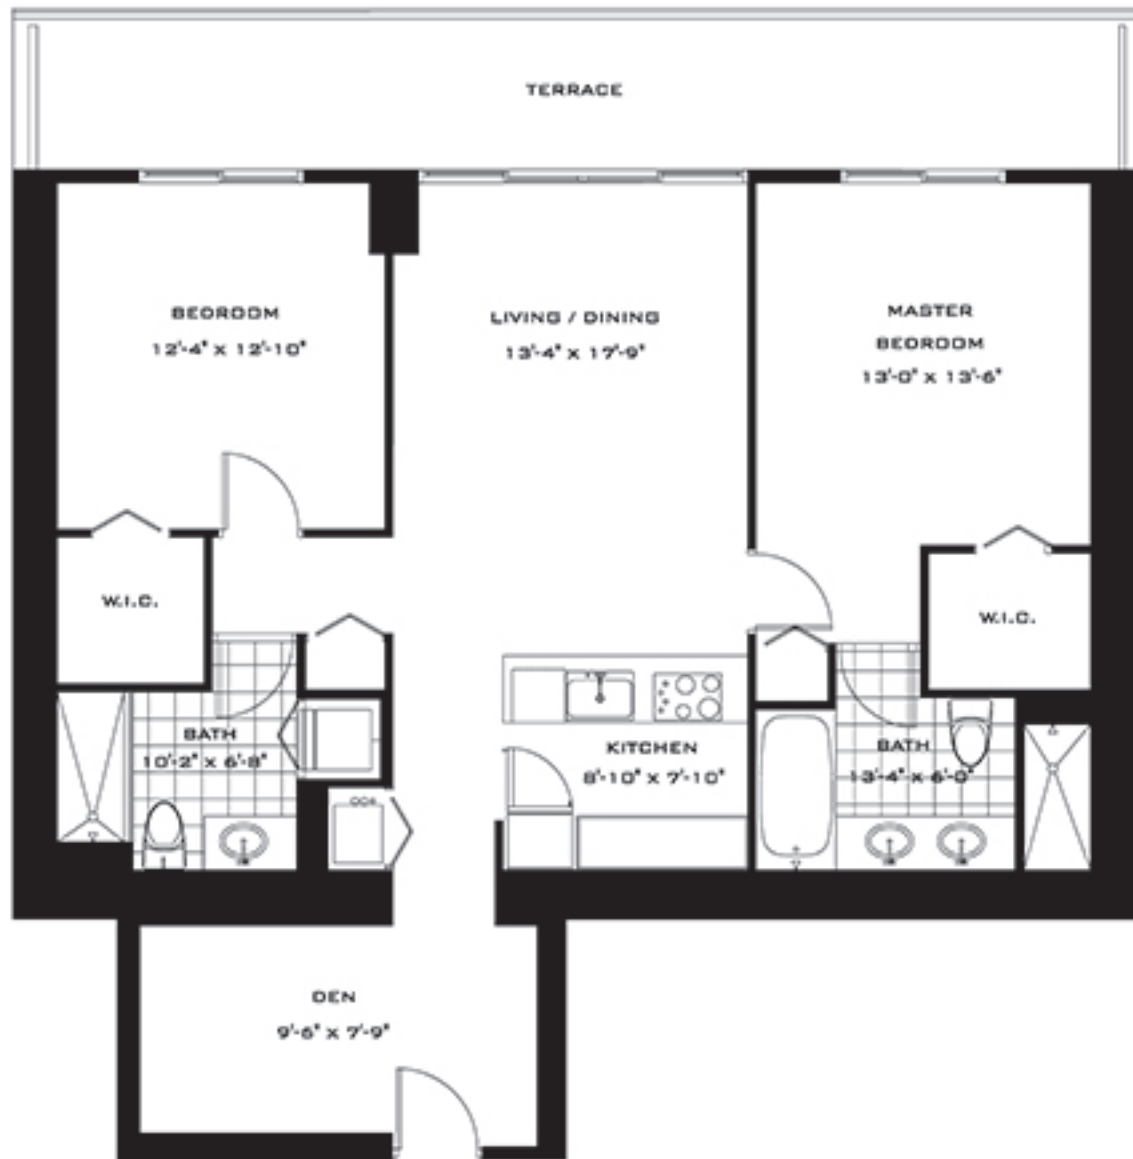 TERRACE
BEDROOM
12'-4" x 12'-10"
LIVING / DINING
13'-4" x 17'-9"
MASTER
BEDROOM
13'-0" x 13'-6"
W.I.C.
W.I.C.
BATH
10'-2" x 6'-8"
KITCHEN
8'-10" x 7'-10"
BATH
13'-4" x 6'-0"
DEN
9'-6" x 7'-9"